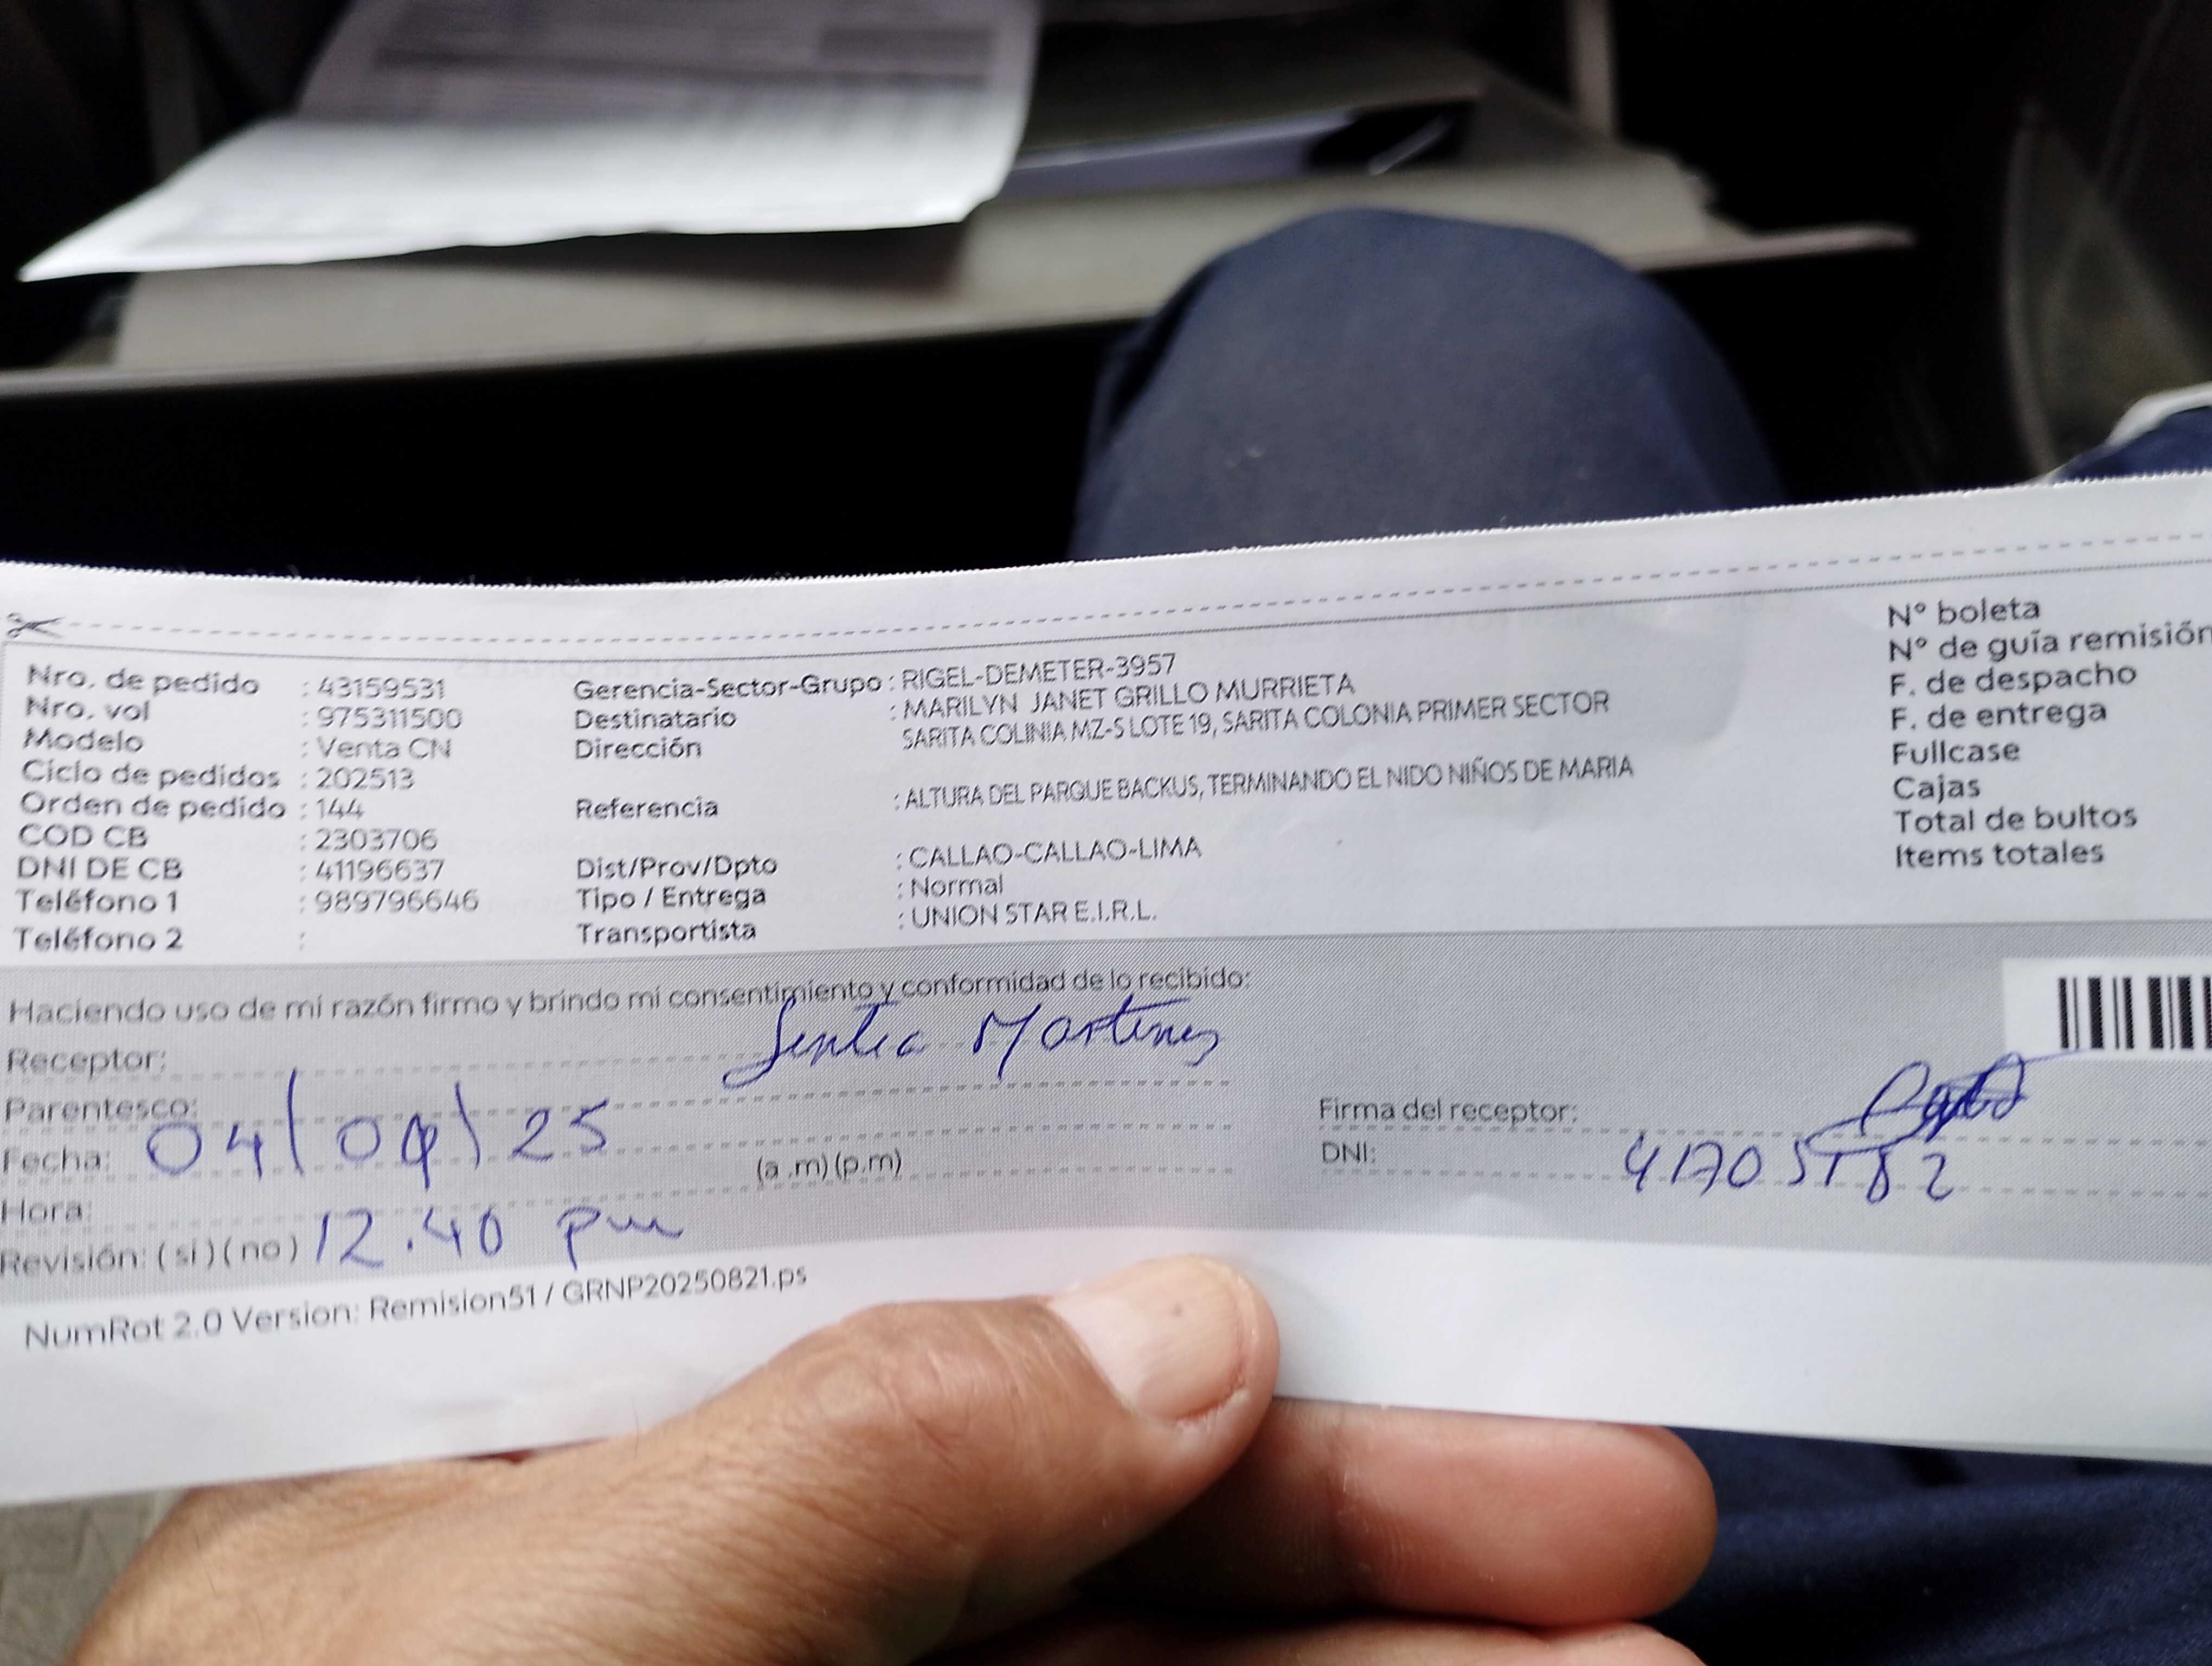 Nro. de pedido : 43159531
Nro. vol : 975311500
Modelo : Venta CN
Ciclo de pedidos : 202513
Orden de pedido : 144
COD CB : 2303706
DNI DE CB : 41196637
Teléfono 1 : 989796646
Teléfono 2 :
Gerencia-Sector-Grupo : RIGEL-DEMETER-3957
Destinatario : MARILYN JANET GRILLO MURRIETA
Dirección SARITA COLINIA MZ-S LOTE 19, SARITA COLONIA PRIMER SECTOR
Referencia : ALTURA DEL PARQUE BACKUS, TERMINANDO EL NIDO NIÑOS DE MARIA
Dist/Prov/Dpto : CALLAO-CALLAO-LIMA
Tipo / Entrega : Normal
Transportista : UNION STAR E.I.R.L.
N° boleta
N° de guía remisión
F. de despacho
F. de entrega
Fullcase
Cajas
Total de bultos
Items totales
Haciendo uso de mi razón firmo y brindo mi consentimiento y conformidad de lo recibido:
Receptor:
Parentesco:
Fecha: 04/09/25
(a .m) (p.m)
Hora:
Revisión: (si) (no) 12.40 pm
Firma del receptor:
DNI:
NumRot 2.0 Version: Remision51 / GRNP20250821.ps